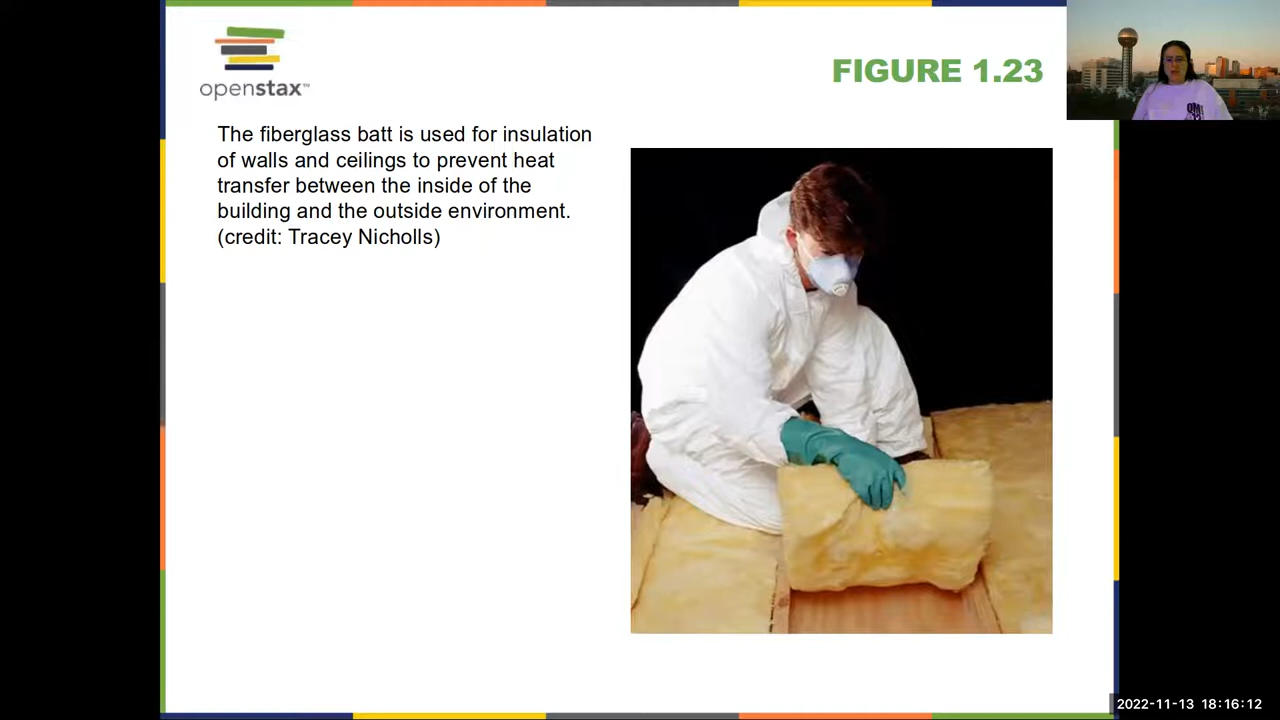 openstax™
FIGURE 1.23
The fiberglass batt is used for insulation
of walls and ceilings to prevent heat
transfer between the inside of the
building and the outside environment.
(credit: Tracey Nicholls)
2022-11-13 18:16:12